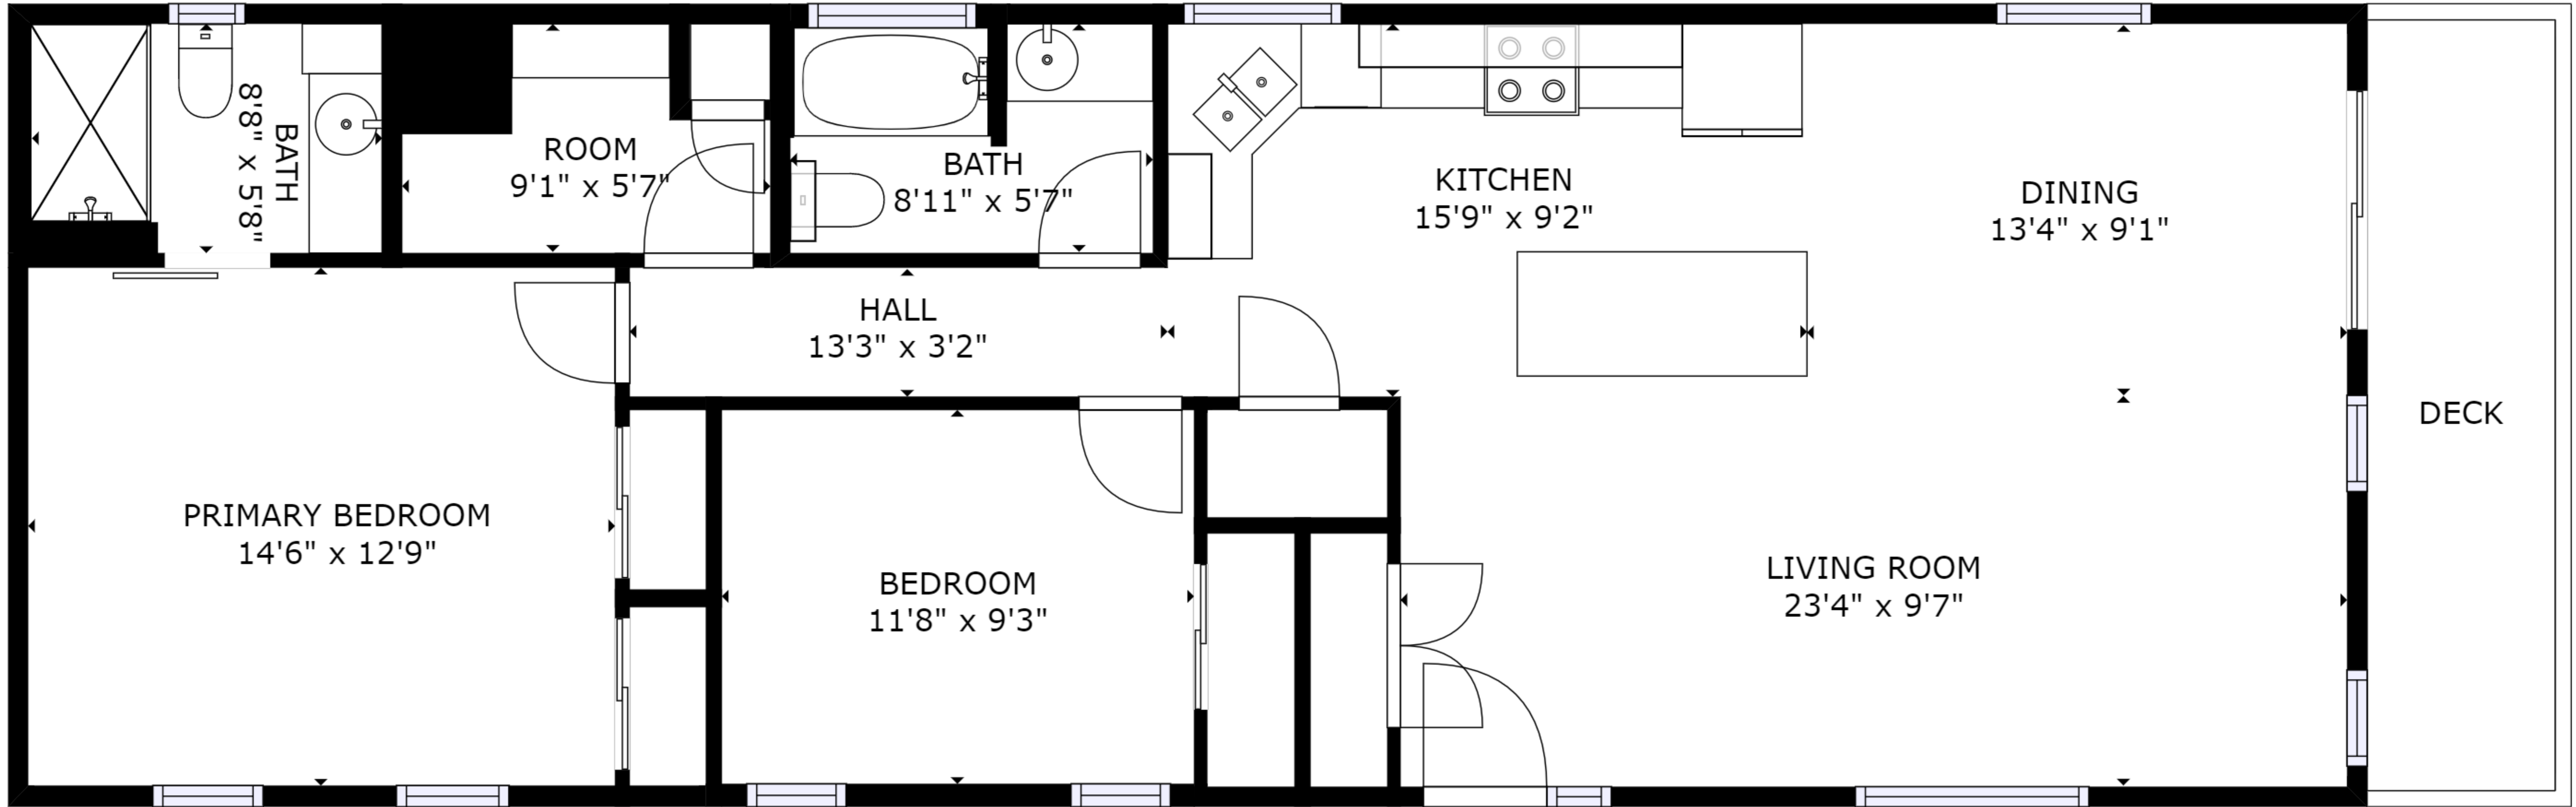 BATH
8'8" x 5'8"
ROOM
9'1" x 5'7"
BATH
8'11" x 5'7"
KITCHEN
15'9" x 9'2"
DINING
13'4" x 9'1"
HALL
13'3" x 3'2"
DECK
PRIMARY BEDROOM
14'6" x 12'9"
BEDROOM
11'8" x 9'3"
LIVING ROOM
23'4" x 9'7"